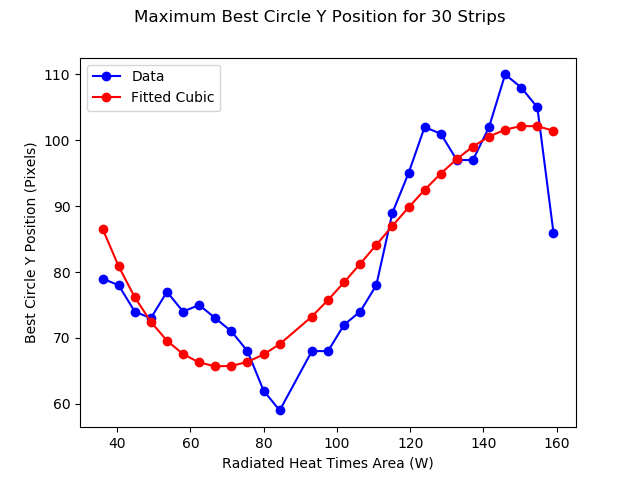 Maximum Best Circle Y Position for 30 Strips
Data
Fitted Cubic
110
100
90
80
70
60
Best Circle Y Position (Pixels)
40 60 80 100 120 140 160
Radiated Heat Times Area (W)